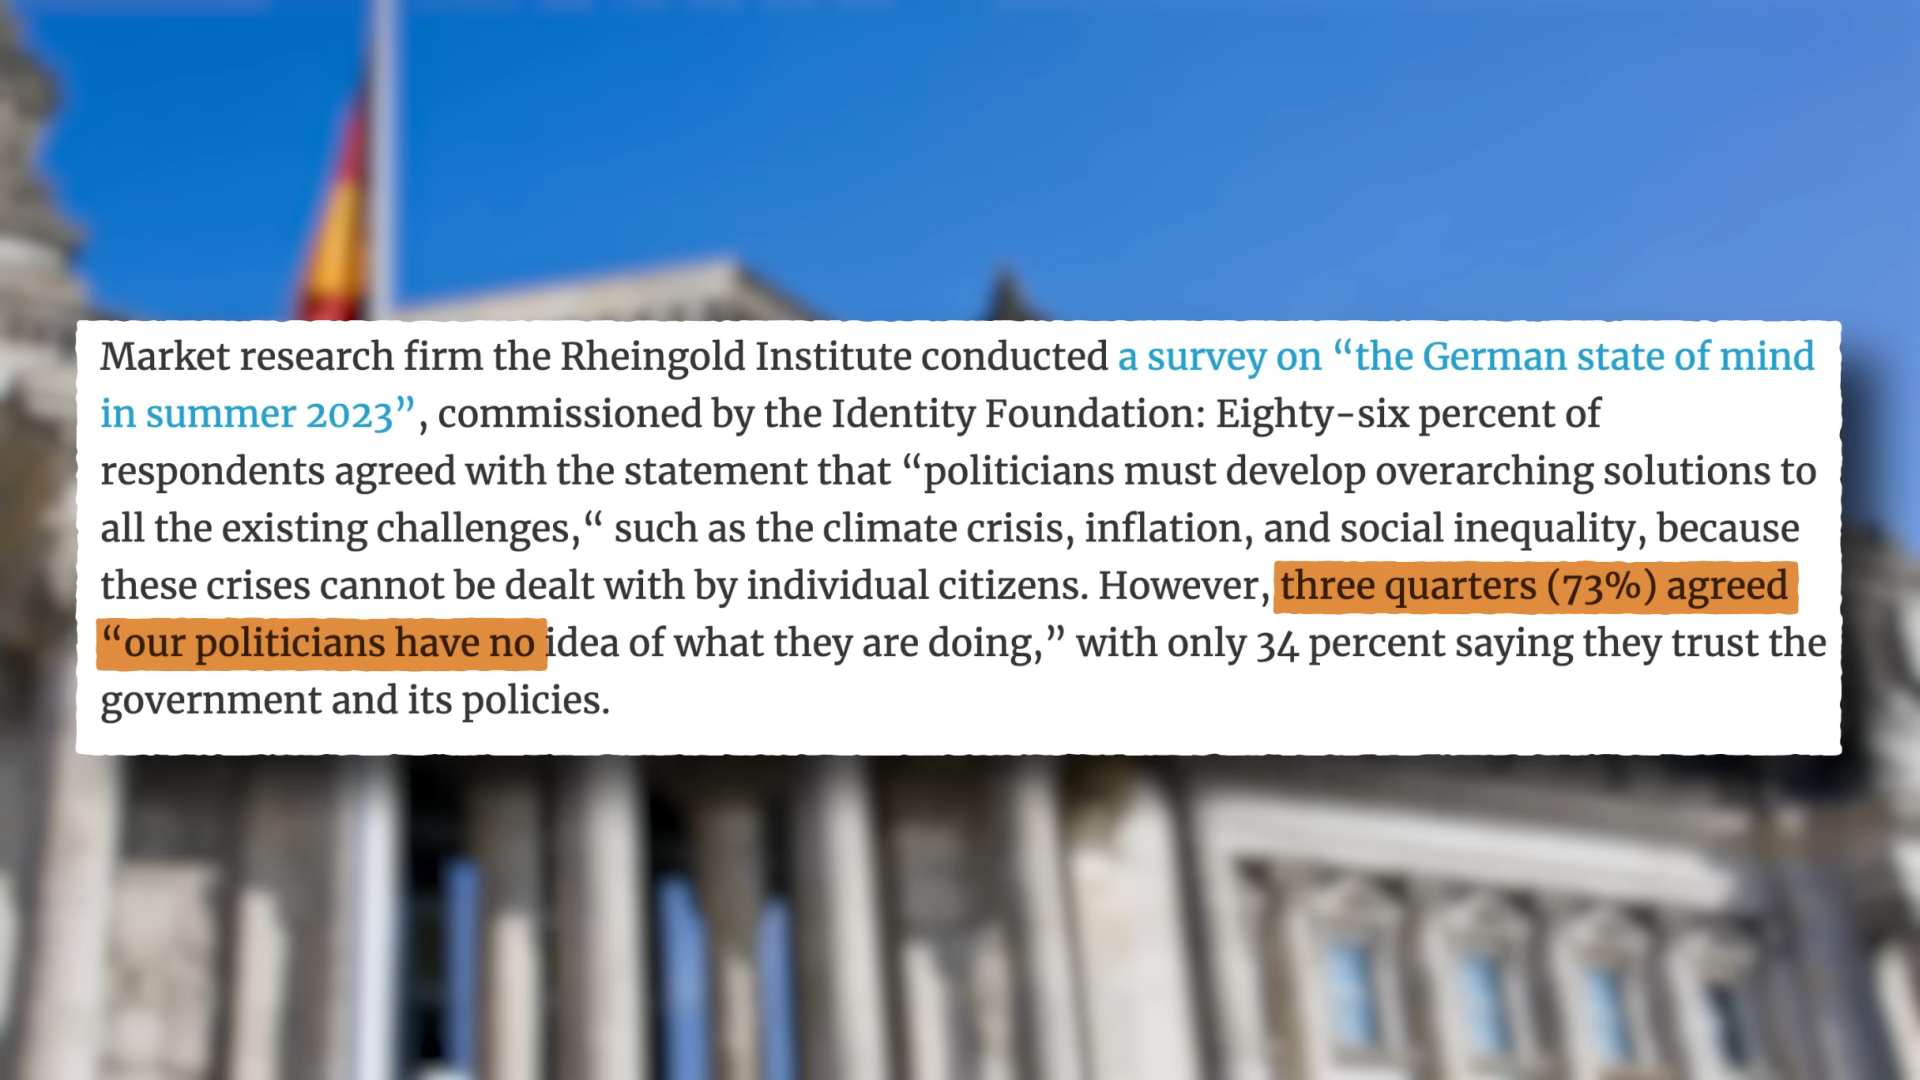 Market research firm the Rheingold Institute conducted a survey on “the German state of mind
in summer 2023”, commissioned by the Identity Foundation: Eighty-six percent of
respondents agreed with the statement that “politicians must develop overarching solutions to
all the existing challenges,“ such as the climate crisis, inflation, and social inequality, because
these crises cannot be dealt with by individual citizens. However, three quarters (73%) agreed
“our politicians have no idea of what they are doing,” with only 34 percent saying they trust the
government and its policies.